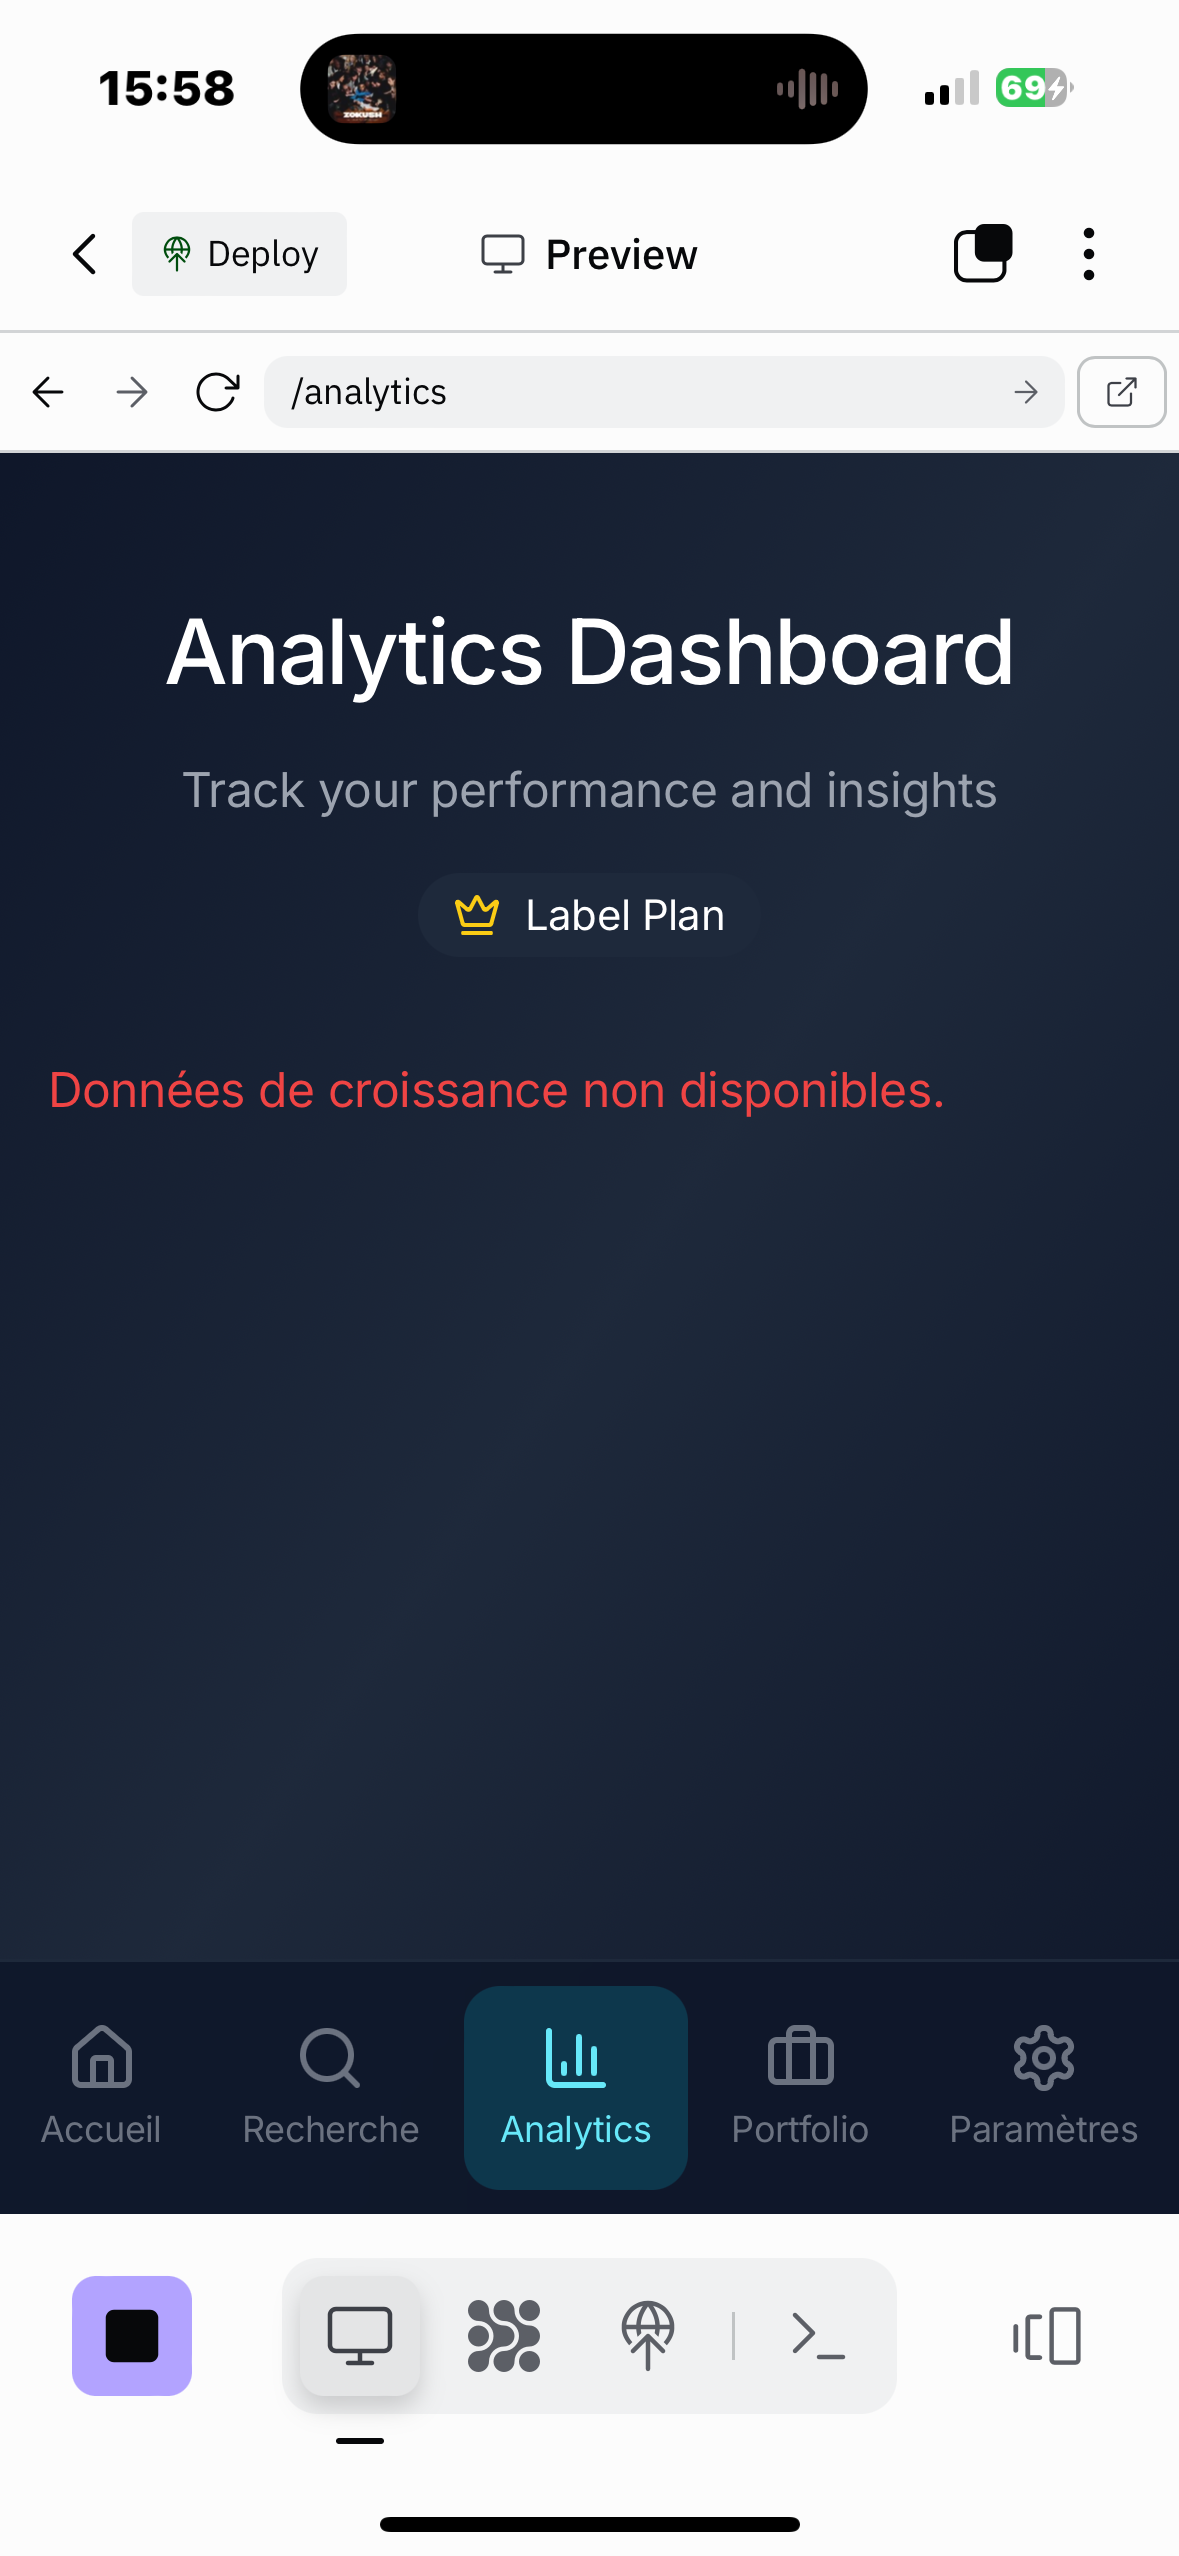 15:58
ZOKUSH
69
Deploy
Preview
/analytics
Analytics Dashboard
Track your performance and insights
Label Plan
Données de croissance non disponibles.
Accueil
Recherche
Analytics
Portfolio
Paramètres